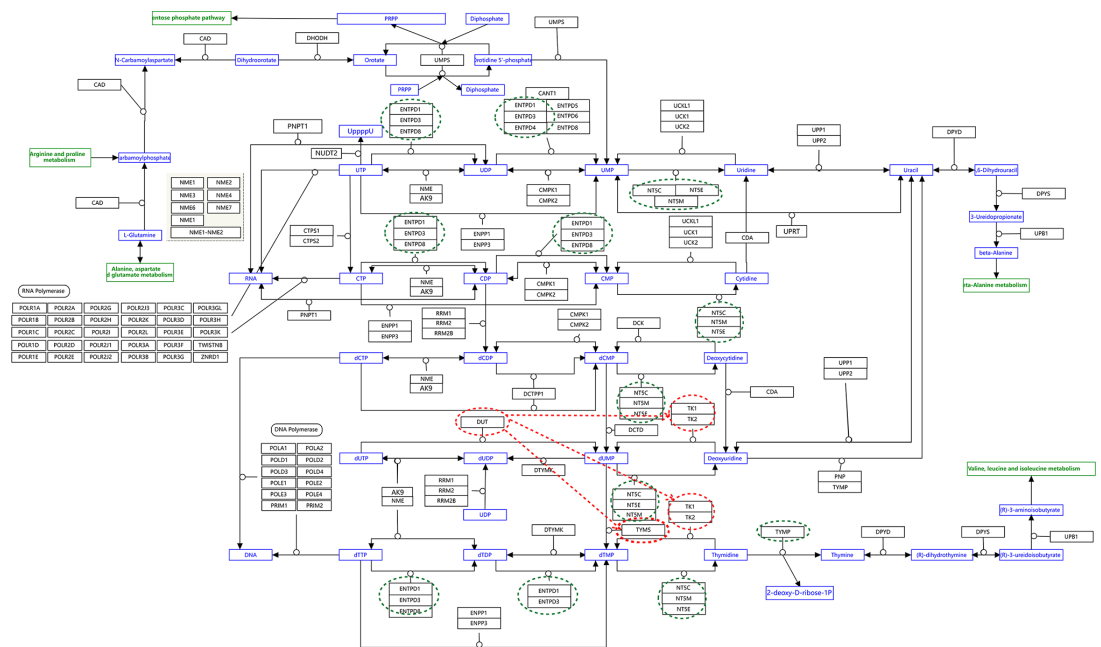 entose phosphate pathway
PRPP
Diphosphate
UMPS
CAD
DHODH
N-Carbamoylaspartate
Dihydroorotate
Orotate
UMPS
Orotidine 5'-phosphate
CAD
PRPP
Diphosphate
CANT1
ENTPD1
ENTPD3
ENTPD8
ENTPD1
ENTPD5
ENTPD3
ENTPD6
ENTPD4
ENTPD8
UCKL1
UCK1
UCK2
PNPT1
UppppU
UPP1
UPP2
DPYD
NUDT2
Arginine and proline
metabolism
arbamoylphosphate
UTP
UDP
UMP
Uridine
Uracil
,6-Dihydrouracil
NME1
NME2
NME3
NME4
NME6
NME7
NME1
NME1-NME2
NME
AK9
CMPK1
CMPK2
NT5C
NT5E
NT5M
DPYS
CAD
3-Ureidopropionate
L-Glutamine
CTPS1
CTPS2
ENTPD1
ENTPD3
ENTPD8
ENPP1
ENPP3
ENTPD1
ENTPD3
ENTPD8
UCKL1
UCK1
UCK2
CDA
UPRT
UPB1
beta-Alanine
Alanine, aspartate
d glutamate metabolism
RNA
CTP
CDP
CMP
Cytidine
eta-Alanine metabolism
NME
AK9
CMPK1
CMPK2
RNA Polymerase
POLR1A
POLR2A
POLR2G
POLR2J3
POLR3C
POLR3GL
POLR1B
POLR2B
POLR2H
POLR2K
POLR3D
POLR3H
POLR1C
POLR2C
POLR2I
POLR2L
POLR3E
POLR3K
POLR1D
POLR2D
POLR2J1
POLR3A
POLR3F
TWISTNB
POLR1E
POLR2E
POLR2J2
POLR3B
POLR3G
ZNRD1
PNPT1
ENPP1
ENPP3
RRM1
RRM2
RRM2B
CMPK1
CMPK2
DCK
NT5C
NT5M
NT5E
dCTP
dCDP
dCMP
Deoxycytidine
UPP1
UPP2
NME
AK9
DCTPP1
NT5C
NT5M
NT5E
CDA
TK1
TK2
DUT
DCTD
DNA Polymerase
POLA1
POLA2
POLD1
POLD2
POLD3
POLD4
POLE1
POLE2
POLE3
POLE4
PRIM1
PRIM2
dUTP
dUDP
dUMP
Deoxyuridine
DTYMK
AK9
NME
RRM1
RRM2
RRM2B
UDP
NT5C
NT5E
NT5M
TK1
TK2
PNP
TYMP
Valine, leucine and isoleucine metabolism
(R)-3-aminoisobutyrate
DTYMK
TYMS
TYMP
DPYD
DPYS
UPB1
DNA
dTTP
dTDP
dTMP
Thymidine
Thymine
(R)-dihydrothymine
(R)-3-ureidoisobutyrate
ENTPD1
ENTPD3
ENTPD8
ENTPD1
ENTPD3
NT5C
NT5M
NT5E
2-deoxy-D-ribose-1P
ENPP1
ENPP3